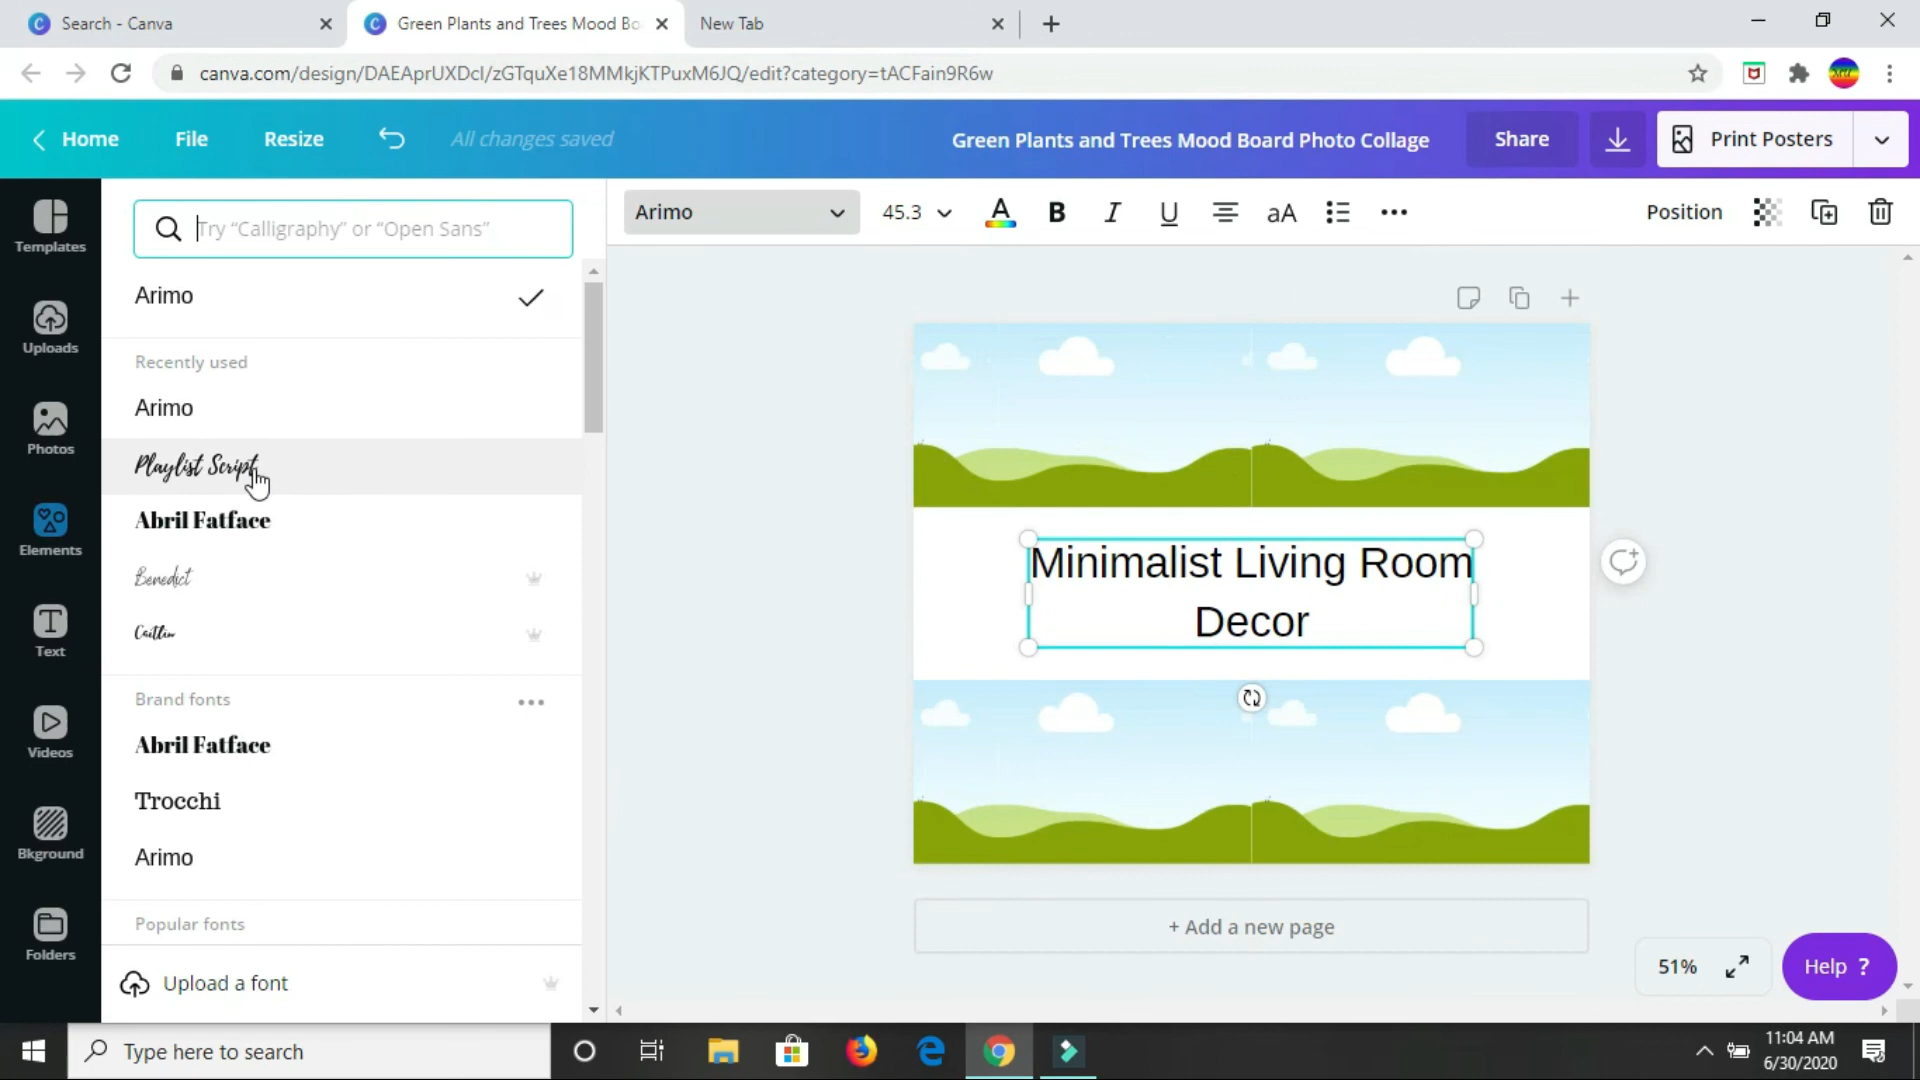 Search - Canva
Green Plants and Trees Mood Bo
New Tab
canva.com/design/DAEAprUXDcI/zGTquXe18MMkjKTPuxM6JQ/edit?category=tACFain9R6w
Home
File
Resize
All changes saved
Green Plants and Trees Mood Board Photo Collage
Share
Print Posters
Templates
Uploads
Photos
Elements
Text
Videos
Bkground
Folders
Try “Calligraphy” or “Open Sans”
Arimo
Recently used
Arimo
Playlist Script
Abril Fatface
Benedict
Caitlin
Brand fonts
Abril Fatface
Trocchi
Arimo
Popular fonts
Upload a font
Arimo
45.3
A
B
I
U
aA
Position
Minimalist Living Room
Decor
+ Add a new page
51%
Help ?
Type here to search
11:04 AM
6/30/2020